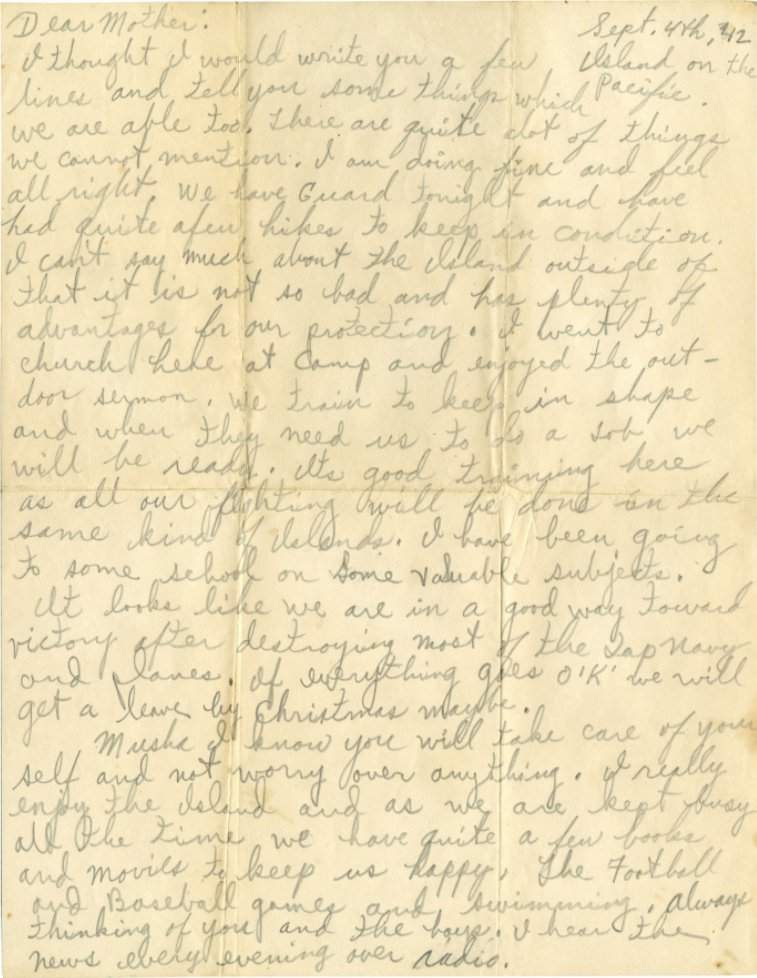 Dear Mother:
Sept. 4th, '42
Island on the
Pacific.
I thought I would write you a few
lines and tell you some things which
we are able too. There are quite alot of things
we cannot mention. I am doing fine and feel
all right. We have Guard tonight and have
had quite afew hikes to keep in condition.
I can't say much about the Island outside of
that it is not so bad and has plenty of
advantages for our protection. I went to
church here at Camp and enjoyed the out-
door sermon. We train to keep in shape
and when they need us to do a job we
will be ready. Its good training here
as all our fighting will be done in the
same kind of Islands. I have been going
to some school on some valuable subjects.
It looks like we are in a good way toward
victory after destroying most of the Jap Navy
and planes. If everything goes O'K' we will
get a leave by Christmas maybe.
Musha I know you will take care of your
self and not worry over anything. I really
enjoy the Island and as we are kept busy
all the time we have quite a few books
and movies to keep us happy. The Football
and Baseball games and swimming. Always
thinking of you and the boys. I hear the
news every evening over radio.